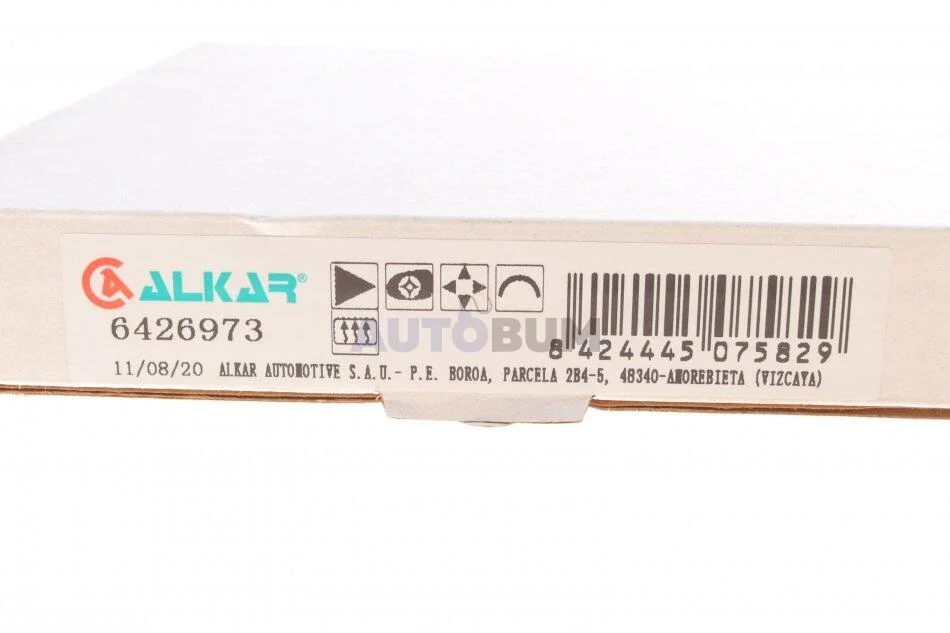 ALKAR®
6426973
8 424445 075829
11/08/20 ALKAR AUTOMOTIVE S.A.U.- P.E. BOROA, PARCELA 2B4-5, 48340-AMOREBIETA (VIZCAYA)
AUTOBUM